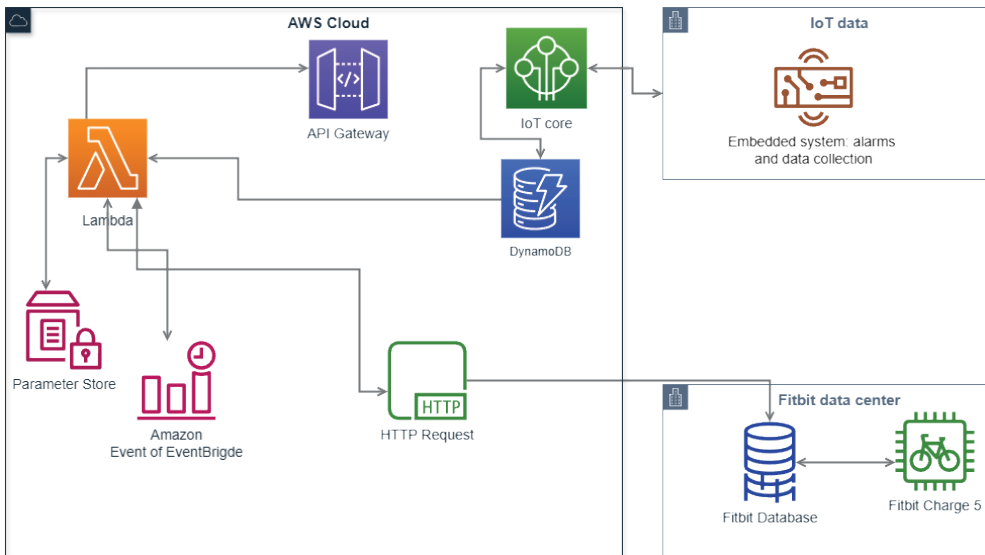 AWS Cloud
API Gateway
IoT core
Lambda
DynamoDB
Parameter Store
Amazon
Event of EventBrigde
HTTP
HTTP Request
IoT data
Embedded system: alarms
and data collection
Fitbit data center
Fitbit Database
Fitbit Charge 5